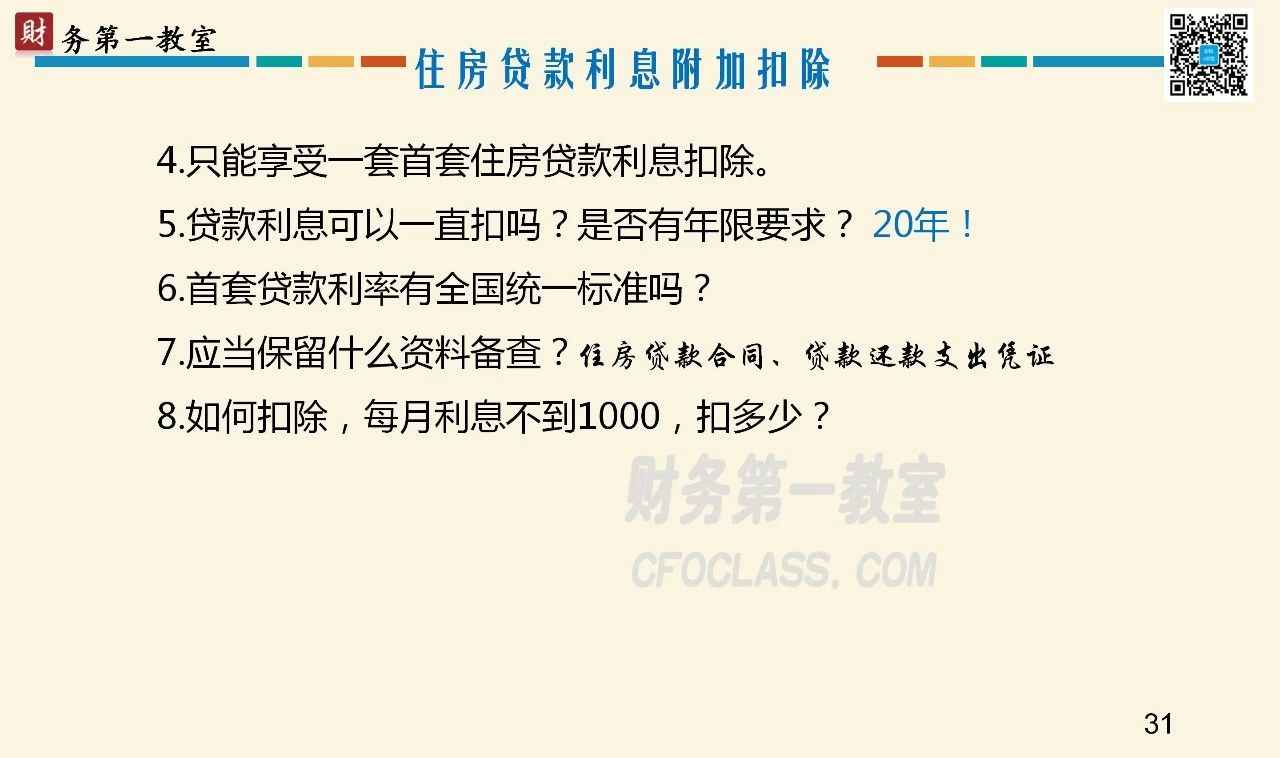 财务第一教室
住房贷款利息附加扣除
4.只能享受一套首套住房贷款利息扣除。
5.贷款利息可以一直扣吗？是否有年限要求？ 20年！
6.首套贷款利率有全国统一标准吗？
7.应当保留什么资料备查？住房贷款合同、贷款还款支出凭证
8.如何扣除，每月利息不到1000，扣多少？
财务第一教室
CFOCLASS.COM
31